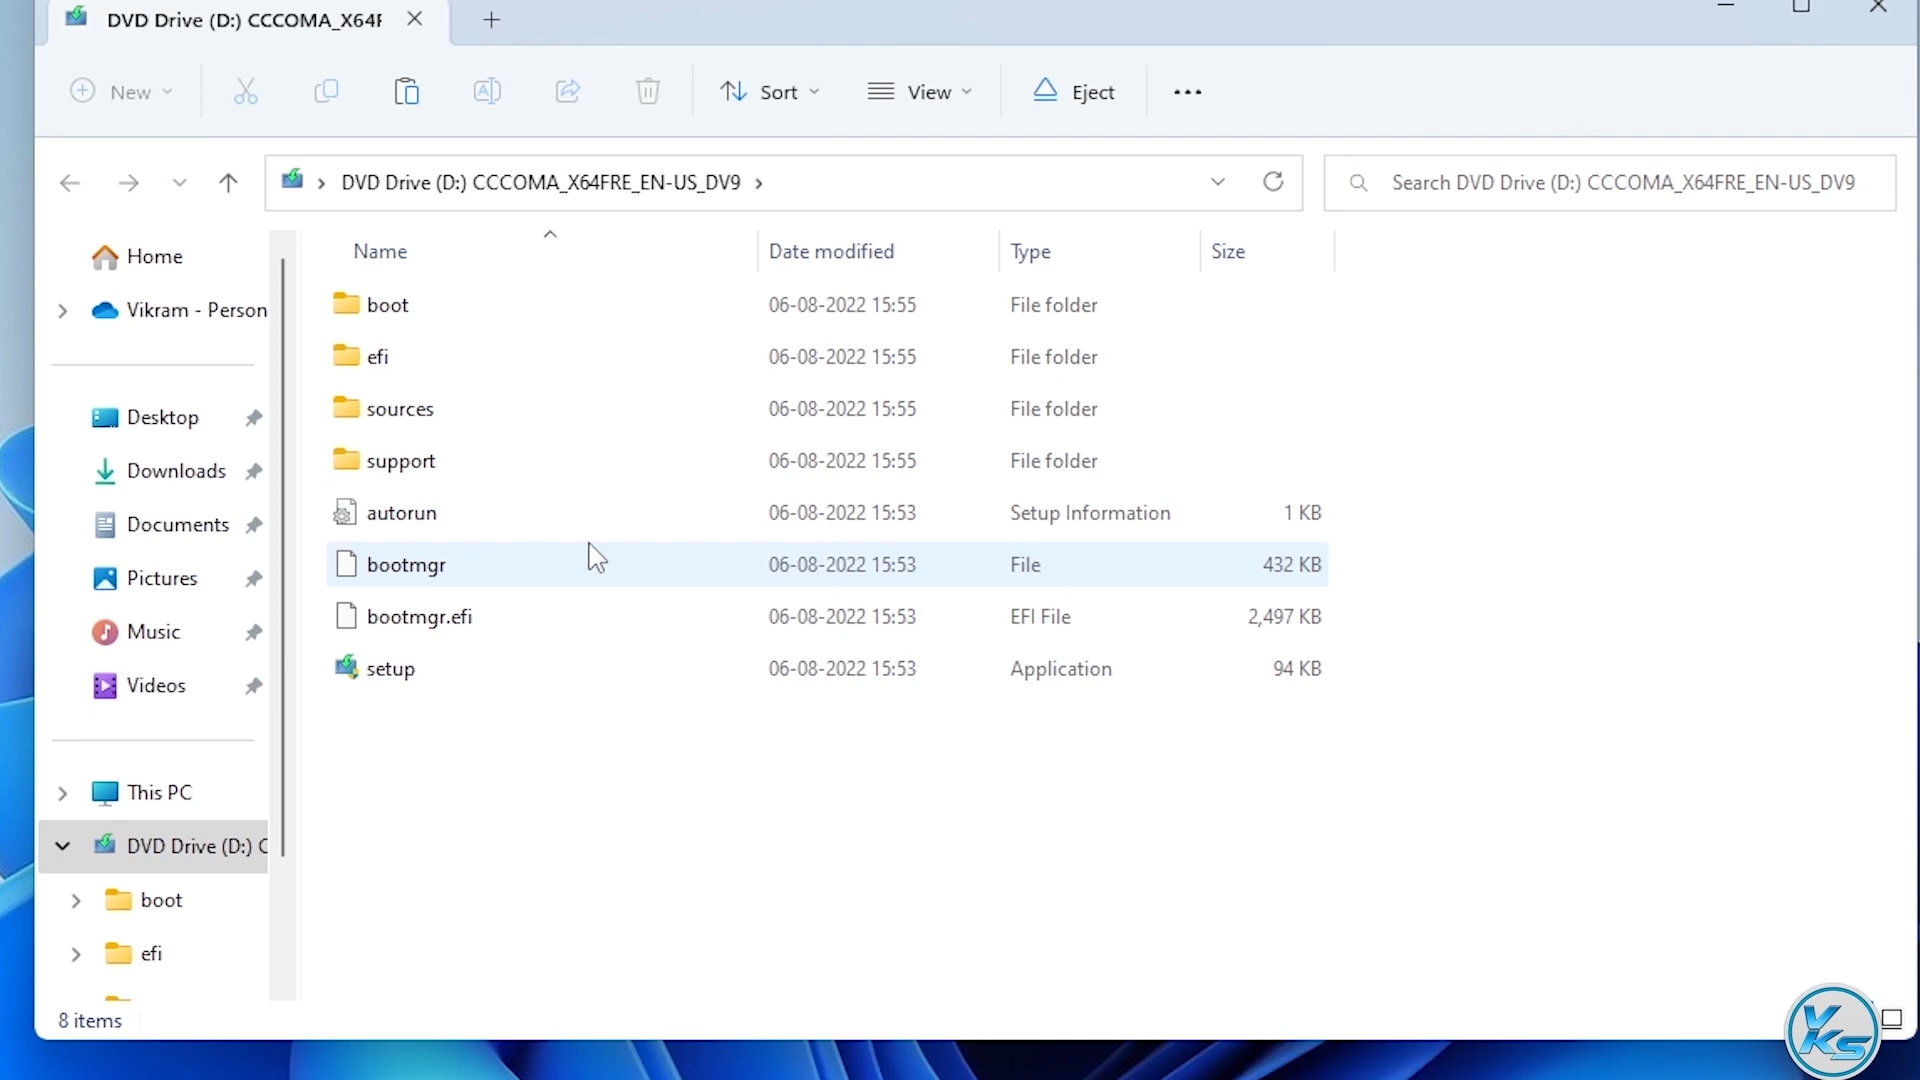 DVD Drive (D:) CCCOMA_X64F
New
Sort
View
Eject
DVD Drive (D:) CCCOMA_X64FRE_EN-US_DV9
Search DVD Drive (D:) CCCOMA_X64FRE_EN-US_DV9
Name Date modified Type Size
boot 06-08-2022 15:55 File folder
efi 06-08-2022 15:55 File folder
sources 06-08-2022 15:55 File folder
support 06-08-2022 15:55 File folder
autorun 06-08-2022 15:53 Setup Information 1 KB
bootmgr 06-08-2022 15:53 File 432 KB
bootmgr.efi 06-08-2022 15:53 EFI File 2,497 KB
setup 06-08-2022 15:53 Application 94 KB
Home
Vikram - Person
Desktop
Downloads
Documents
Pictures
Music
Videos
This PC
DVD Drive (D:) C
boot
efi
8 items
VKS